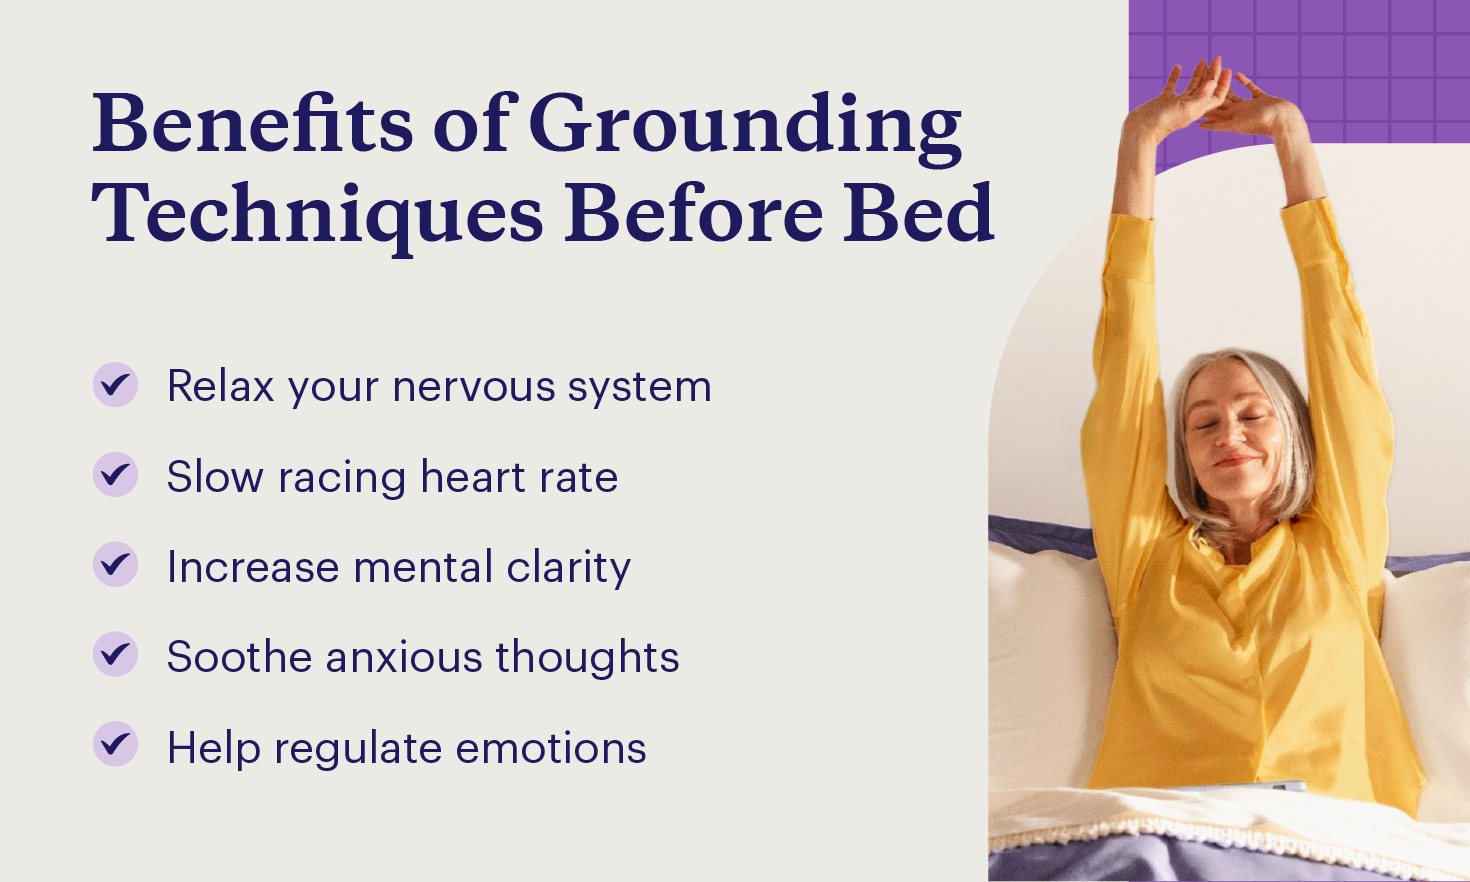 Benefits of Grounding
Techniques Before Bed
Relax your nervous system
Slow racing heart rate
Increase mental clarity
Soothe anxious thoughts
Help regulate emotions